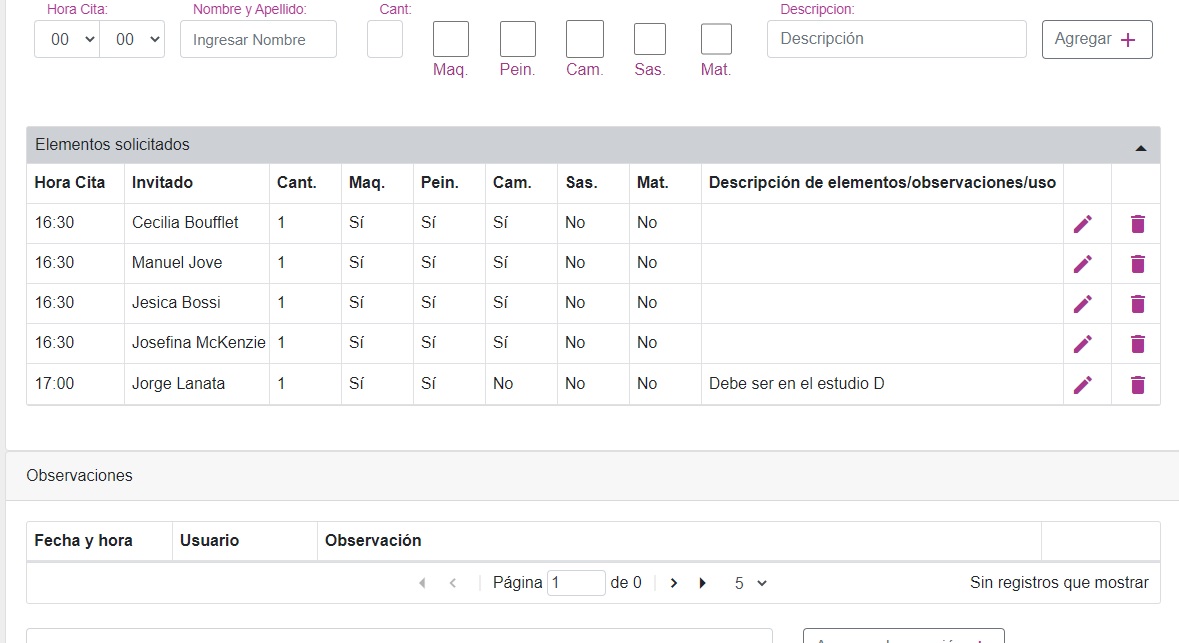 Hora Cita: Nombre y Apellido: Cant: Descripcion:
00 00 Ingresar Nombre Descripción Agregar +
Maq. Pein. Cam. Sas. Mat.
Elementos solicitados
Hora Cita Invitado Cant. Maq. Pein. Cam. Sas. Mat. Descripción de elementos/observaciones/uso
16:30 Cecilia Boufflet 1 Sí Sí Sí No No
16:30 Manuel Jove 1 Sí Sí Sí No No
16:30 Jesica Bossi 1 Sí Sí Sí No No
16:30 Josefina McKenzie 1 Sí Sí Sí No No
17:00 Jorge Lanata 1 Sí Sí No No No Debe ser en el estudio D
Observaciones
Fecha y hora Usuario Observación
Página 1 de 0 5 Sin registros que mostrar